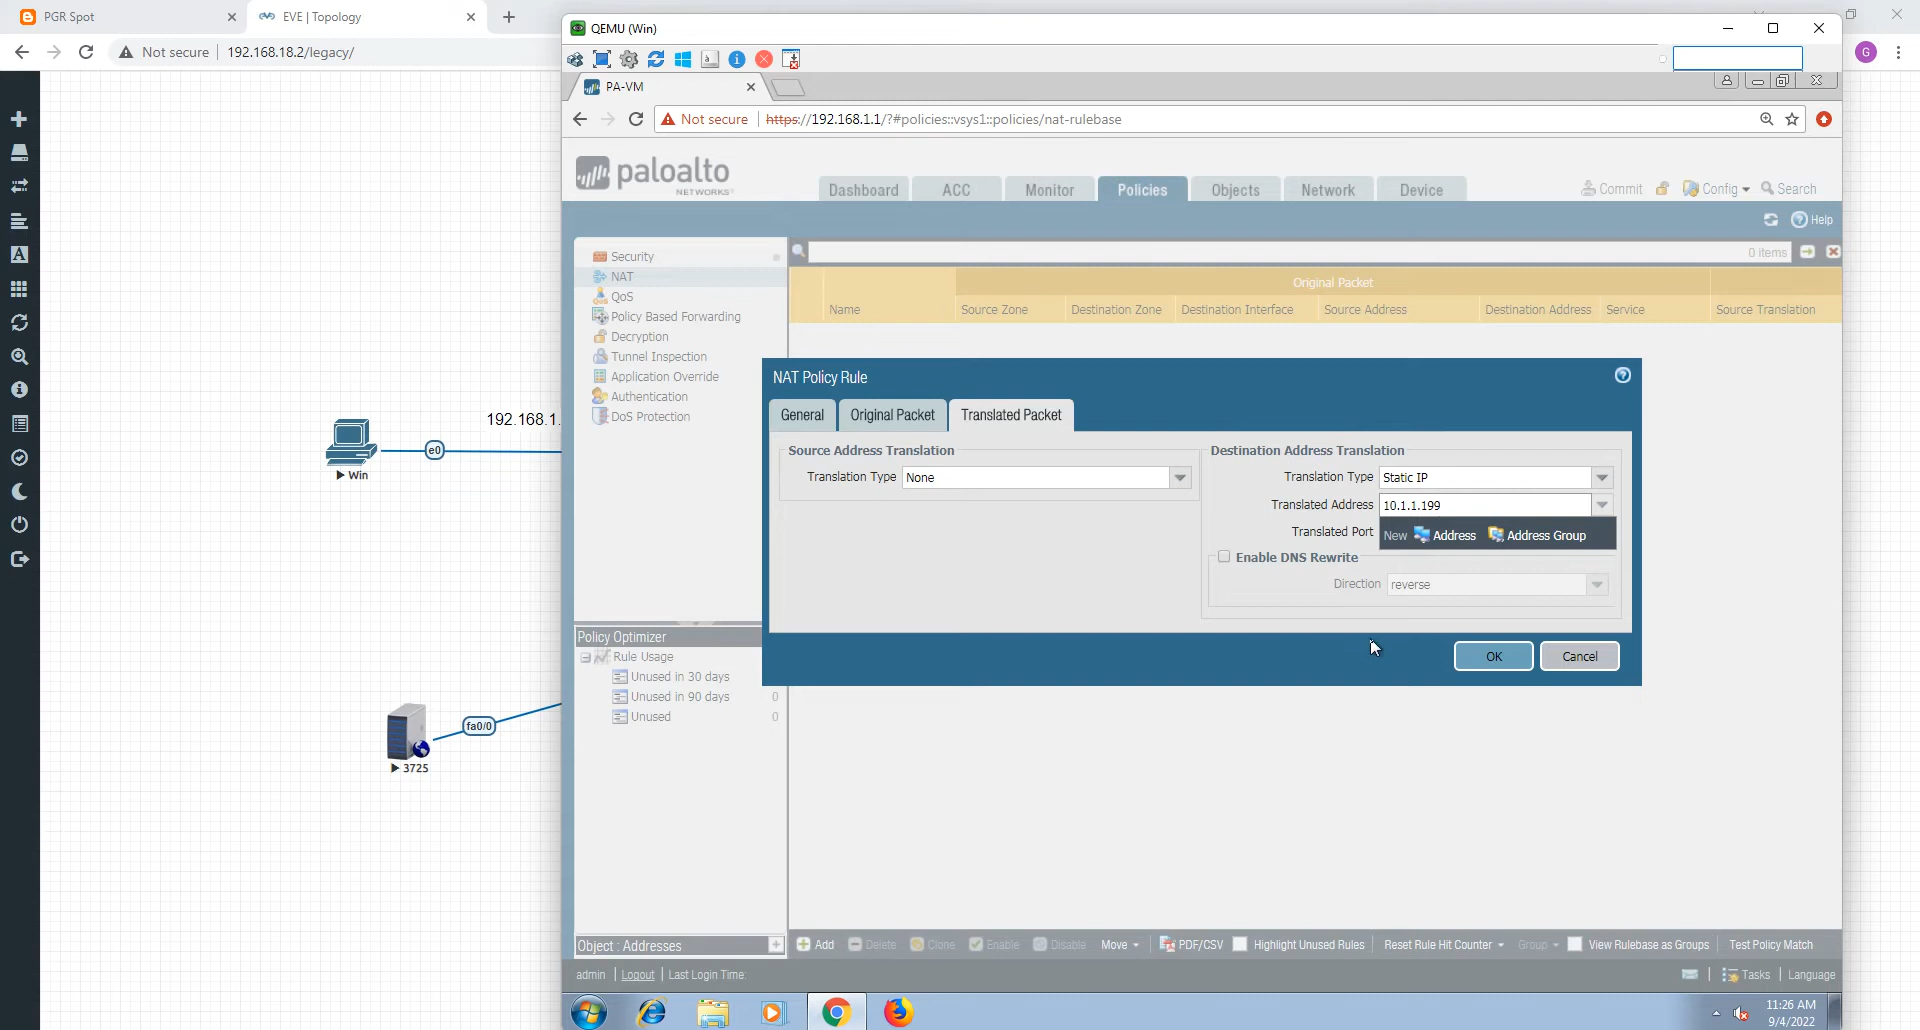 PGR Spot
EVE | Topology
QEMU (Win)
Not secure 192.168.18.2/legacy/
G
PA-VM
Not secure https://192.168.1.1/?#policies::vsys1::policies/nat-rulebase
paloalto
NETWORKS
Dashboard ACC Monitor Policies Objects Network Device
Commit Config Search
Help
Security
NAT
QoS
Policy Based Forwarding
Decryption
Tunnel Inspection
Application Override
Authentication
DoS Protection
0 items
Original Packet
Name Source Zone Destination Zone Destination Interface Source Address Destination Address Service Source Translation
NAT Policy Rule
General Original Packet Translated Packet
Source Address Translation
Translation Type None
Destination Address Translation
Translation Type Static IP
Translated Address 10.1.1.199
Translated Port New Address Address Group
Enable DNS Rewrite
Direction reverse
OK Cancel
192.168.1.
e0
Win
fa0/0
3725
Policy Optimizer
Rule Usage
Unused in 30 days
Unused in 90 days 0
Unused 0
Object : Addresses
Add Delete Clone Enable Disable Move PDF/CSV Highlight Unused Rules Reset Rule Hit Counter Group View Rulebase as Groups Test Policy Match
admin | Logout | Last Login Time:
Tasks | Language
11:26 AM
9/4/2022